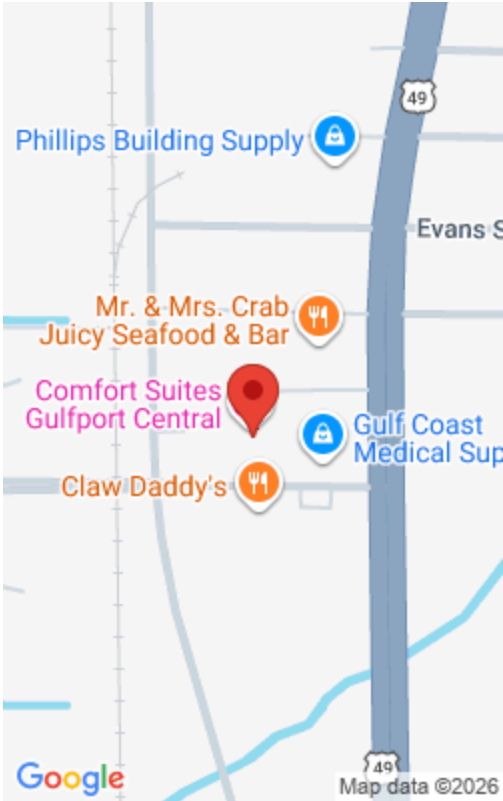 49
Phillips Building Supply
Evans S
Mr. & Mrs. Crab
Juicy Seafood & Bar
Comfort Suites
Gulfport Central
Gulf Coast
Medical Sup
Claw Daddy's
49
Google
Map data ©2026